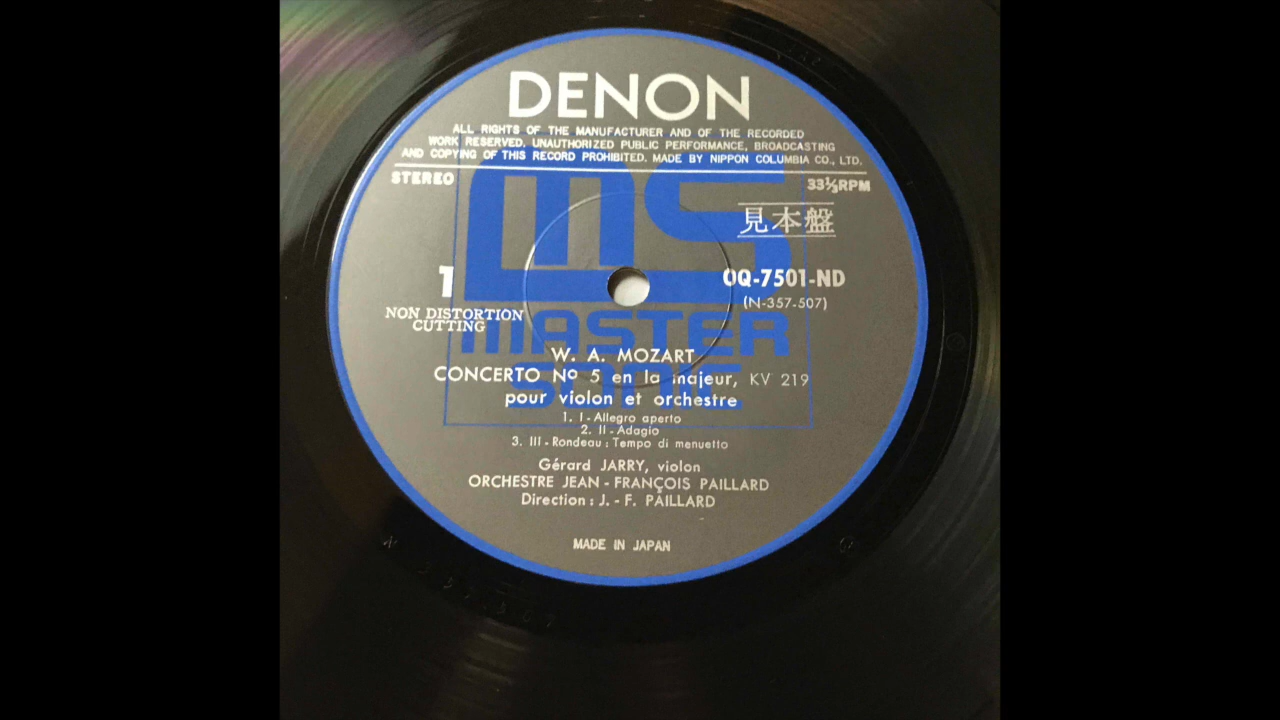 DENON
ALL RIGHTS OF THE MANUFACTURER AND OF THE RECORDED
WORK RESERVED. UNAUTHORIZED PUBLIC PERFORMANCE, BROADCASTING
AND COPYING OF THIS RECORD PROHIBITED. MADE BY NIPPON COLUMBIA CO., LTD.
STEREO 33⅓RPM
MS
見本盤
1 OQ-7501-ND
(N-357-507)
NON DISTORTION
CUTTING
MASTER
SONIC
W. A. MOZART
CONCERTO Nº 5 en la majeur, KV 219
pour violon et orchestre
1. I - Allegro aperto
2. II - Adagio
3. III - Rondeau : Tempo di menuetto
Gérard JARRY, violon
ORCHESTRE JEAN - FRANÇOIS PAILLARD
Direction : J. - F. PAILLARD
MADE IN JAPAN